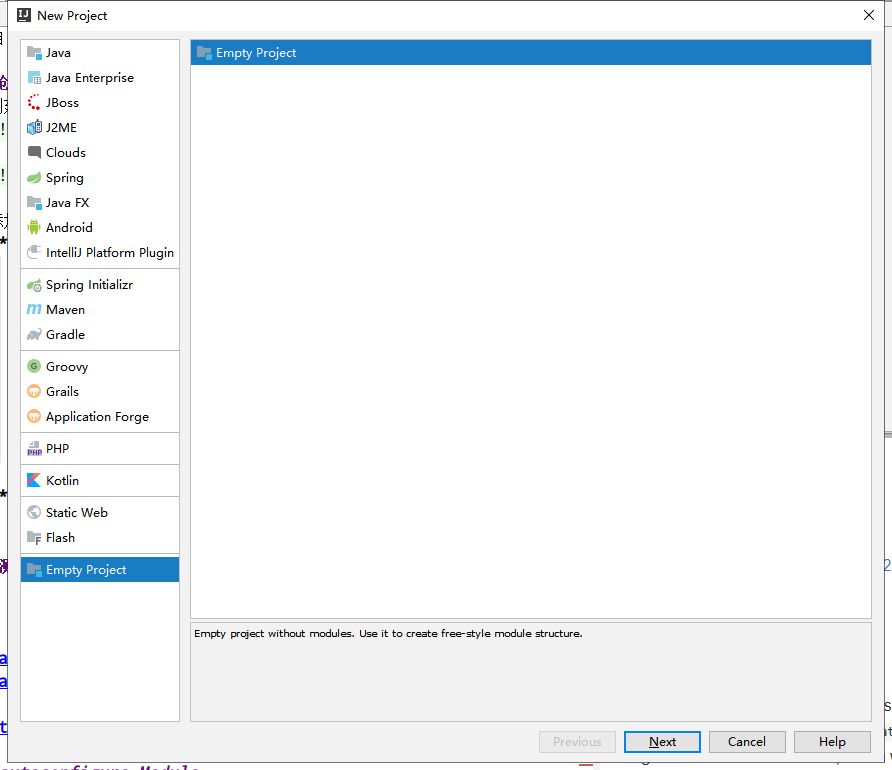 New Project
Java
Java Enterprise
JBoss
J2ME
Clouds
Spring
Java FX
Android
IntelliJ Platform Plugin
Spring Initializr
Maven
Gradle
Groovy
Grails
Application Forge
PHP
Kotlin
Static Web
Flash
Empty Project
Empty Project
Empty project without modules. Use it to create free-style module structure.
Previous
Next
Cancel
Help